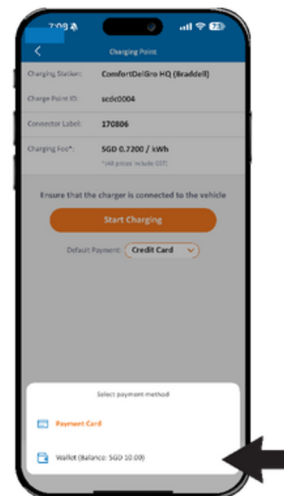 7:09
73
Charging Point
Charging Station: ComfortDelGro HQ (Braddell)
Charge Point ID: scdc0004
Connector Label: 170806
Charging Fee*: SGD 0.7200 / kWh
*(All prices include GST)
Ensure that the charger is connected to the vehicle
Start Charging
Default Payment: Credit Card
Select payment method
Payment Card
Wallet (Balance: SGD 10.00)